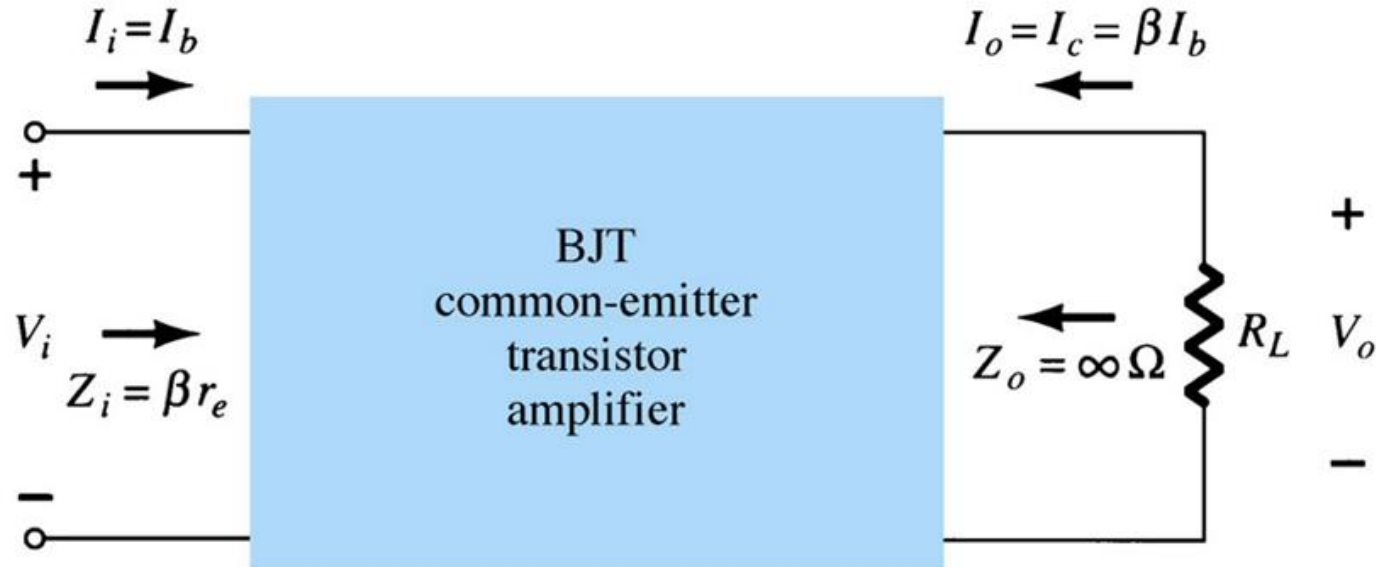 I_i = I_b
I_o = I_c = βI_b
+
V_i
Z_i = βr_e
−
BJT
common-emitter
transistor
amplifier
Z_o = ∞ Ω
R_L
+
V_o
−